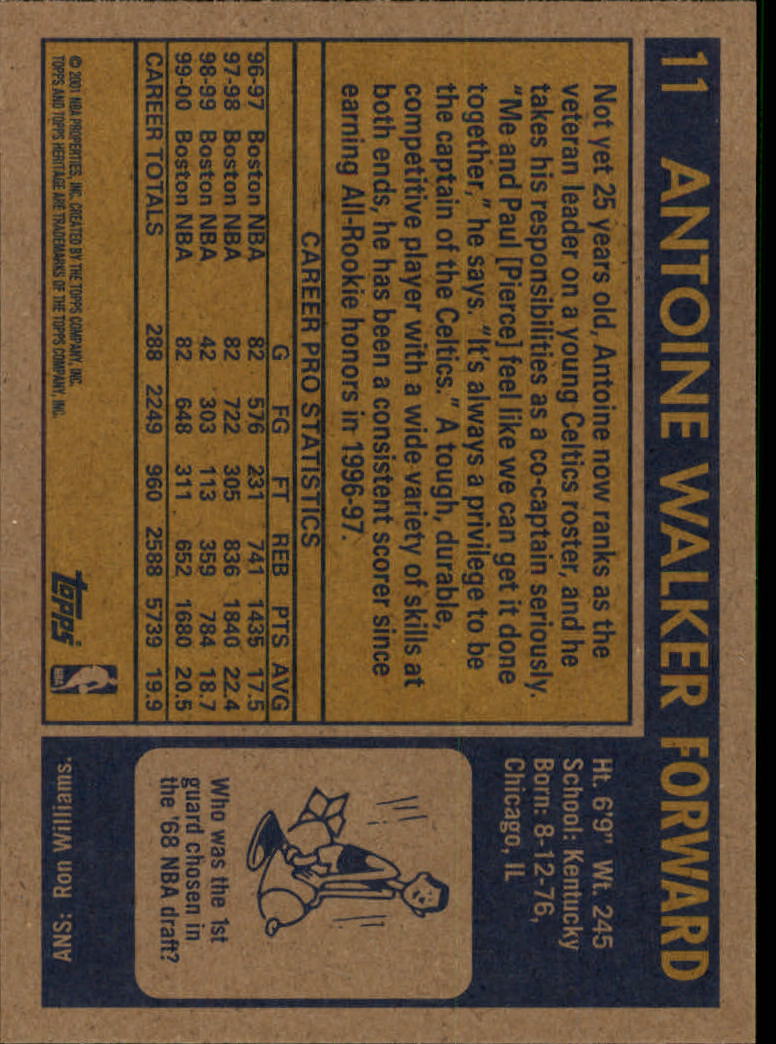 11 ANTOINE WALKER FORWARD
Not yet 25 years old, Antoine now ranks as the
veteran leader on a young Celtics roster, and he
takes his responsibilities as a co-captain seriously.
"Me and Paul [Pierce] feel like we can get it done
together," he says. "It's always a privilege to be
the captain of the Celtics." A tough, durable,
competitive player with a wide variety of skills at
both ends, he has been a consistent scorer since
earning All-Rookie honors in 1996-97.
CAREER PRO STATISTICS
G FG FT REB PTS AVG
96-97 Boston NBA 82 576 231 741 1435 17.5
97-98 Boston NBA 82 722 305 836 1840 22.4
98-99 Boston NBA 42 303 113 359 784 18.7
99-00 Boston NBA 82 648 311 652 1680 20.5
CAREER TOTALS 288 2249 960 2588 5739 19.9
© 2001 NBA PROPERTIES, INC. CREATED BY THE TOPPS COMPANY, INC.
TOPPS AND TOPPS HERITAGE ARE TRADEMARKS OF THE TOPPS COMPANY, INC.
topps
NBA
Ht. 6'9" Wt. 245
School: Kentucky
Born: 8-12-76,
Chicago, IL
Who was the 1st
guard chosen in
the '68 NBA draft?
ANS: Ron Williams.